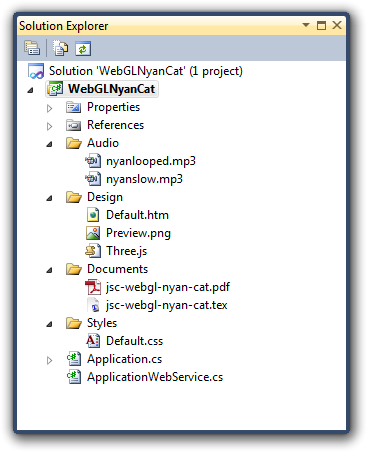 Solution Explorer
Solution 'WebGLNyanCat' (1 project)
WebGLNyanCat
Properties
References
Audio
nyanlooped.mp3
nyanslow.mp3
Design
Default.htm
Preview.png
Three.js
Documents
jsc-webgl-nyan-cat.pdf
jsc-webgl-nyan-cat.tex
Styles
Default.css
Application.cs
ApplicationWebService.cs